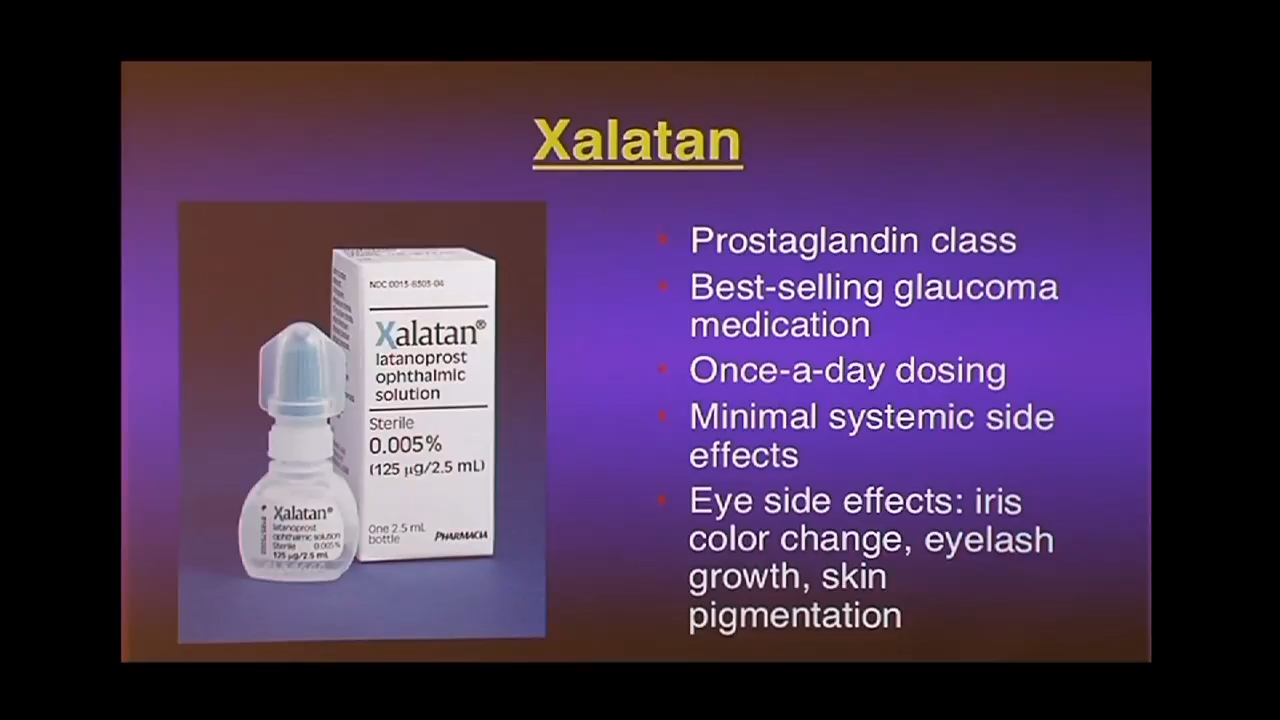 Xalatan
Prostaglandin class
Best-selling glaucoma
medication
Once-a-day dosing
Minimal systemic side
effects
Eye side effects: iris
color change, eyelash
growth, skin
pigmentation
NDC 0013-8303-04
Xalatan®
latanoprost
ophthalmic
solution
Sterile
0.005%
(125 µg/2.5 mL)
One 2.5 mL
bottle
PHARMACIA
Xalatan®
latanoprost
ophthalmic solution
Sterile 0.005%
125 µg/2.5 mL